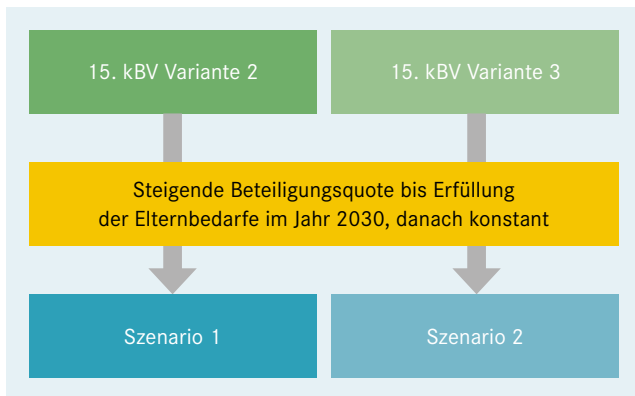 15. kBV Variante 2
15. kBV Variante 3
Steigende Beteiligungsquote bis Erfüllung
der Elternbedarfe im Jahr 2030, danach konstant
Szenario 1
Szenario 2